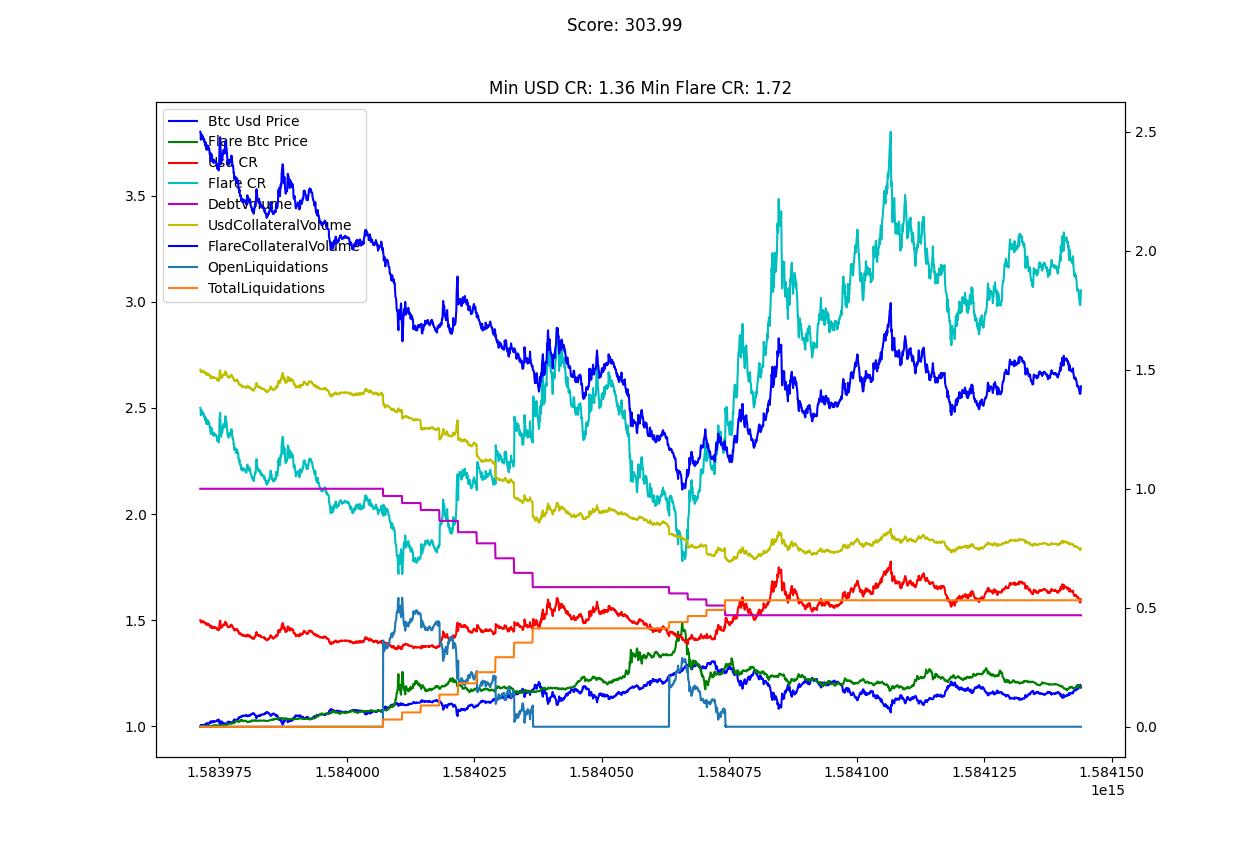 Score: 303.99
Min USD CR: 1.36 Min Flare CR: 1.72
Btc Usd Price
Flare Btc Price
Usd CR
Flare CR
DebtVolume
UsdCollateralVolume
FlareCollateralVolume
OpenLiquidations
TotalLiquidations
3.5
3.0
2.5
2.0
1.5
1.0
2.5
2.0
1.5
1.0
0.5
0.0
1.583975 1.584000 1.584025 1.584050 1.584075 1.584100 1.584125 1.584150
1e15